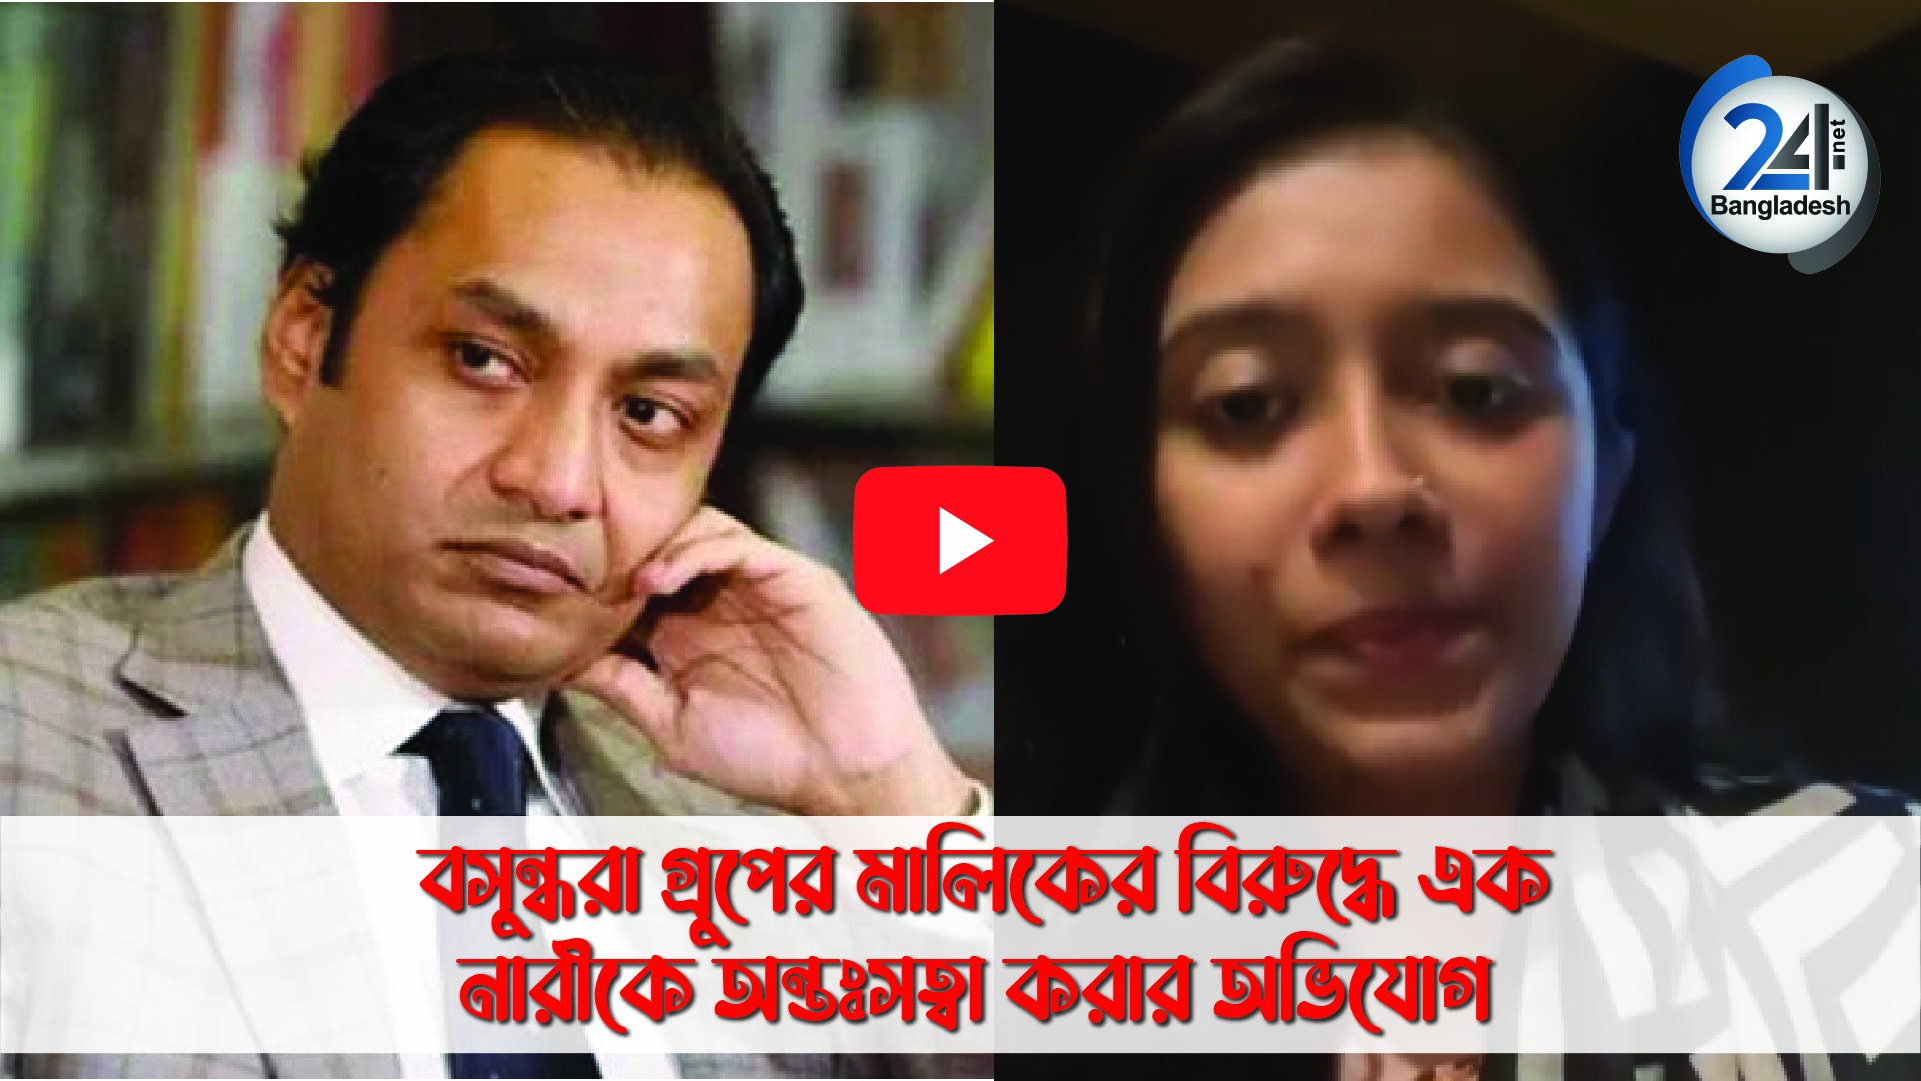 24.net
Bangladesh
বসুন্ধরা গ্রুপের মালিকের বিরুদ্ধে এক
নারীকে অন্তঃসত্বা করার অভিযোগ